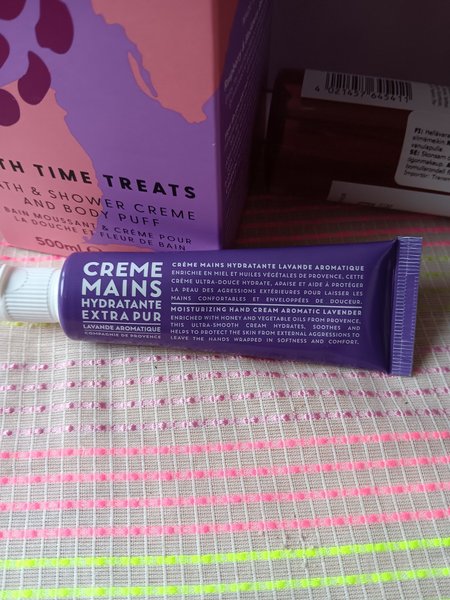 TH TIME TREATS
ATH & SHOWER CREME
AND BODY PUFF
BAIN MOUSSANT & CRÈME POUR
LA DOUCHE E FLEUR DE BAIN
500ml
4 021457 645411
CREME
MAINS
HYDRATANTE
EXTRA PUR
LAVANDE AROMATIQUE
COMPAGNIE DE PROVENCE
CRÈME MAINS HYDRATANTE LAVANDE AROMATIQUE
ENRICHIE EN MIEL ET HUILES VÉGÉTALES DE PROVENCE, CETTE
CRÈME ULTRA-DOUCE HYDRATE, APAISE ET AIDE À PROTÉGER
LA PEAU DES AGRESSIONS EXTÉRIEURES POUR LAISSER LES
MAINS CONFORTABLES ET ENVELOPPÉES DE DOUCEUR.
MOISTURIZING HAND CREAM AROMATIC LAVENDER
ENRICHED WITH HONEY AND VEGETABLE OILS FROM PROVENCE,
THIS ULTRA-SMOOTH CREAM HYDRATES, SOOTHES AND
HELPS TO PROTECT THE SKIN FROM EXTERNAL AGGRESSIONS TO
LEAVE THE HANDS WRAPPED IN SOFTNESS AND COMFORT.